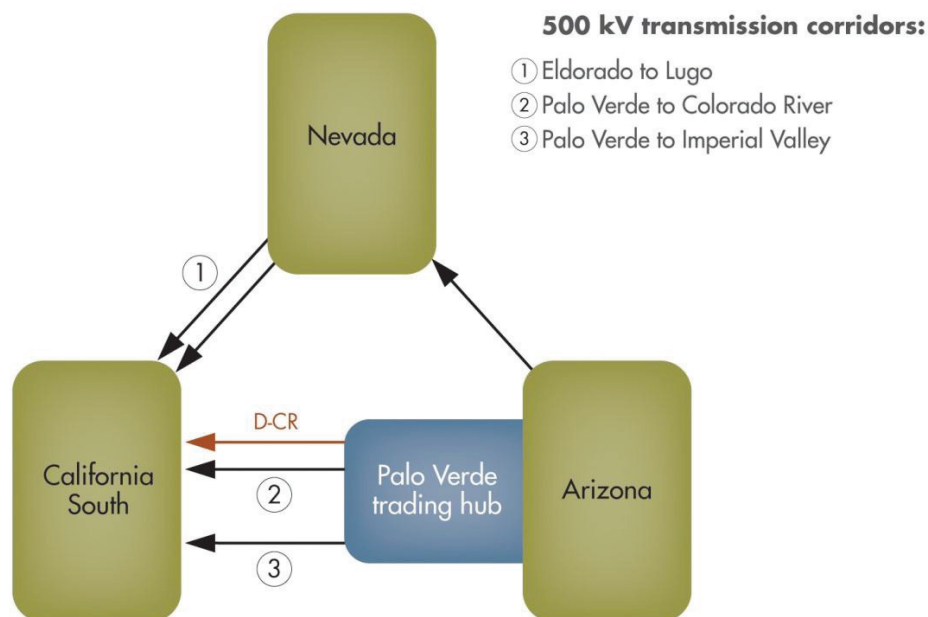 500 kV transmission corridors:
1 Eldorado to Lugo
2 Palo Verde to Colorado River
3 Palo Verde to Imperial Valley
Nevada
1
D-CR
California
South
2
Palo Verde
trading hub
Arizona
3